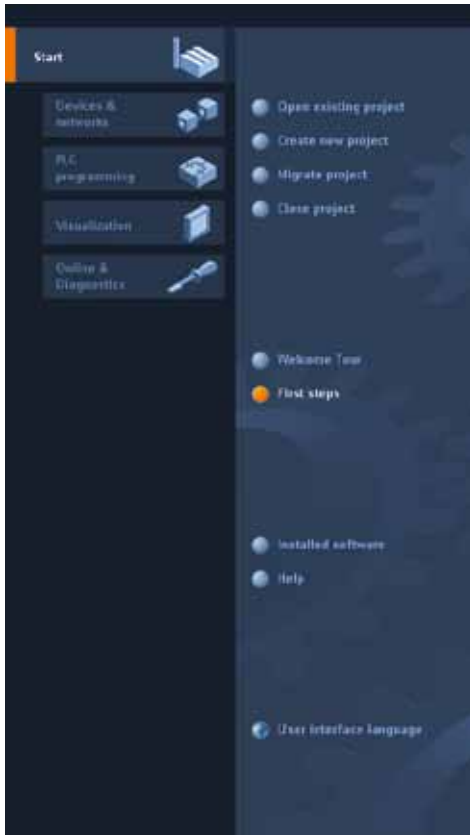 Start
Devices &
networks
PLC
programming
Visualization
Online &
Diagnostics
Open existing project
Create new project
Migrate project
Close project
Welcome Tour
First steps
Installed software
Help
User interface language